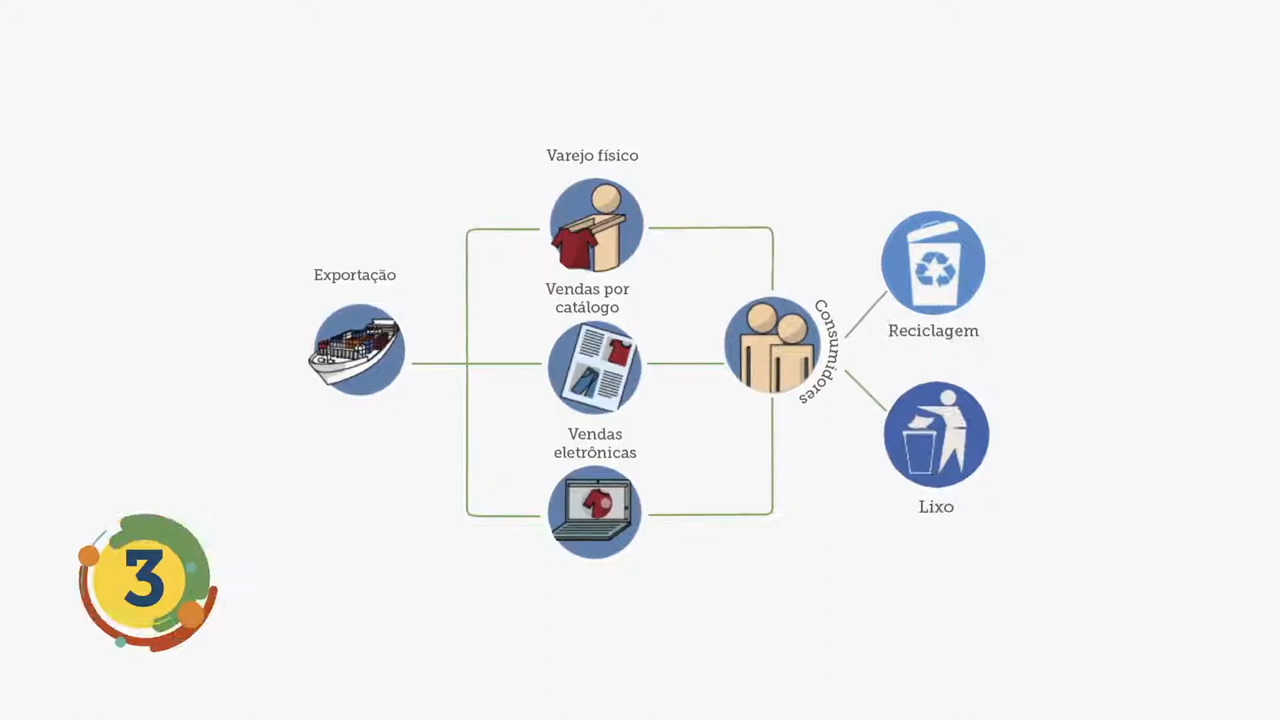 Varejo físico
Exportação
Vendas por
catálogo
Consumidores
Reciclagem
Vendas
eletrônicas
Lixo
3